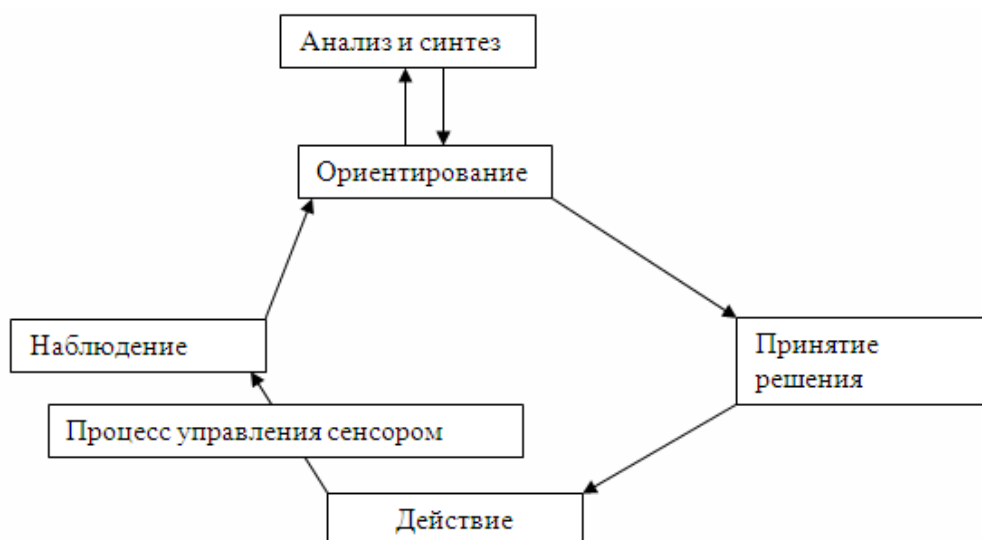 Анализ и синтез
Ориентирование
Наблюдение
Принятие
решения
Процесс управления сенсором
Действие